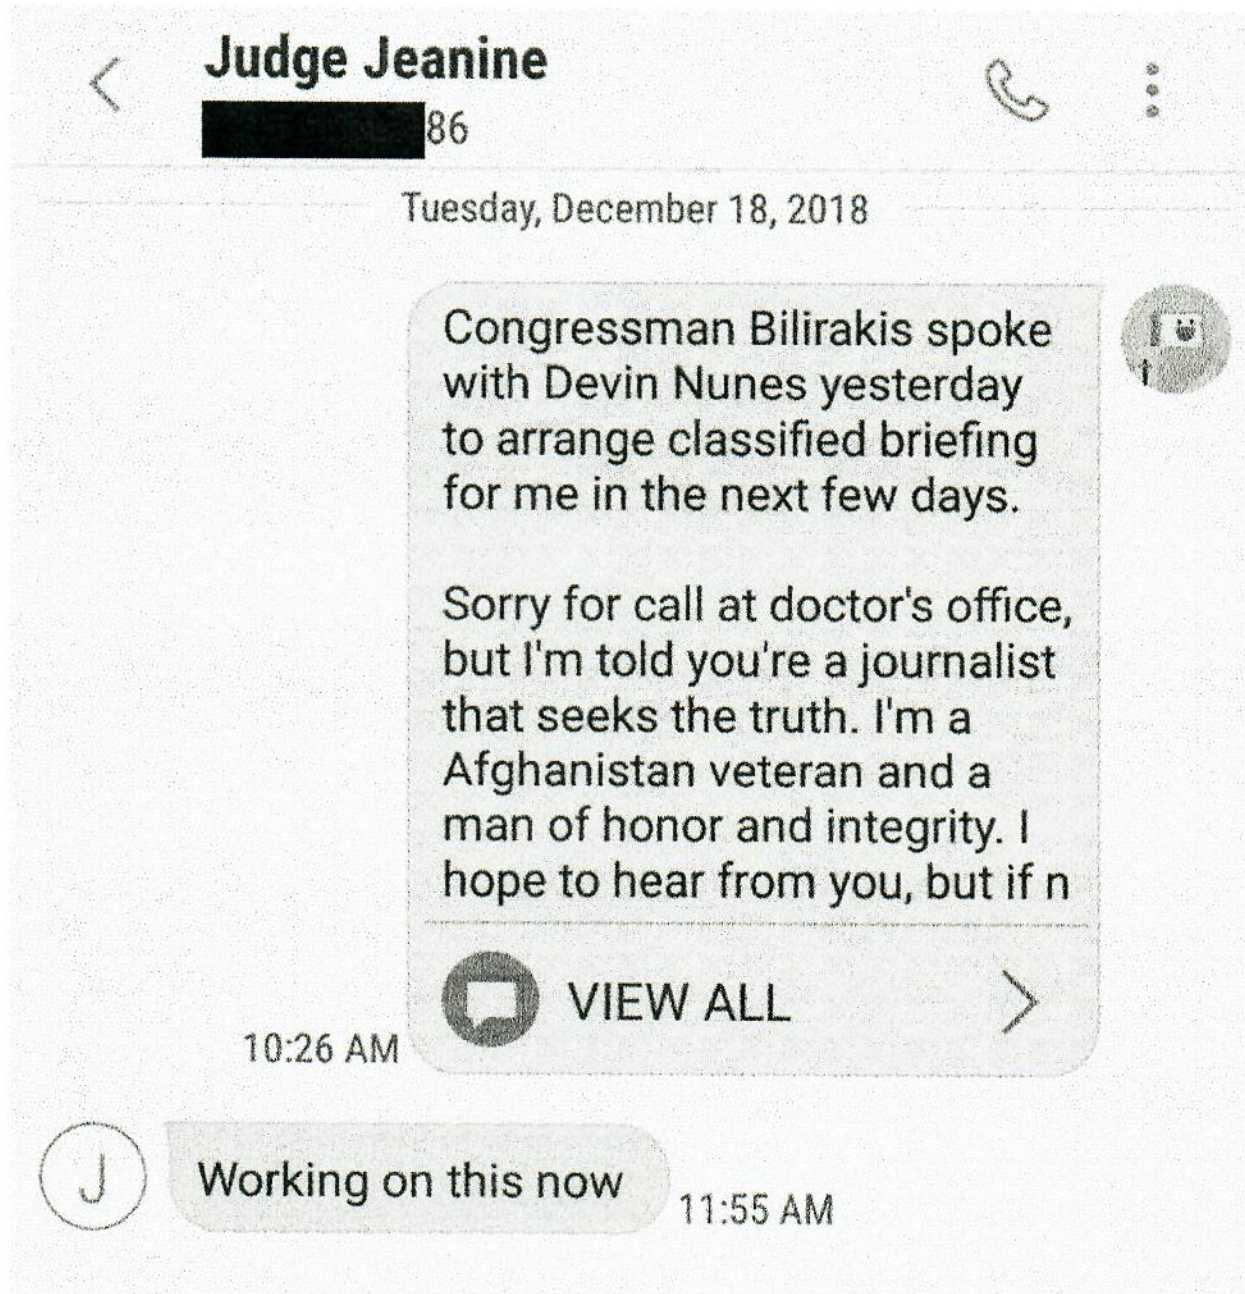 Judge Jeanine
86
Tuesday, December 18, 2018
Congressman Bilirakis spoke
with Devin Nunes yesterday
to arrange classified briefing
for me in the next few days.
Sorry for call at doctor's office,
but I'm told you're a journalist
that seeks the truth. I'm a
Afghanistan veteran and a
man of honor and integrity. I
hope to hear from you, but if n
VIEW ALL
10:26 AM
J
Working on this now
11:55 AM